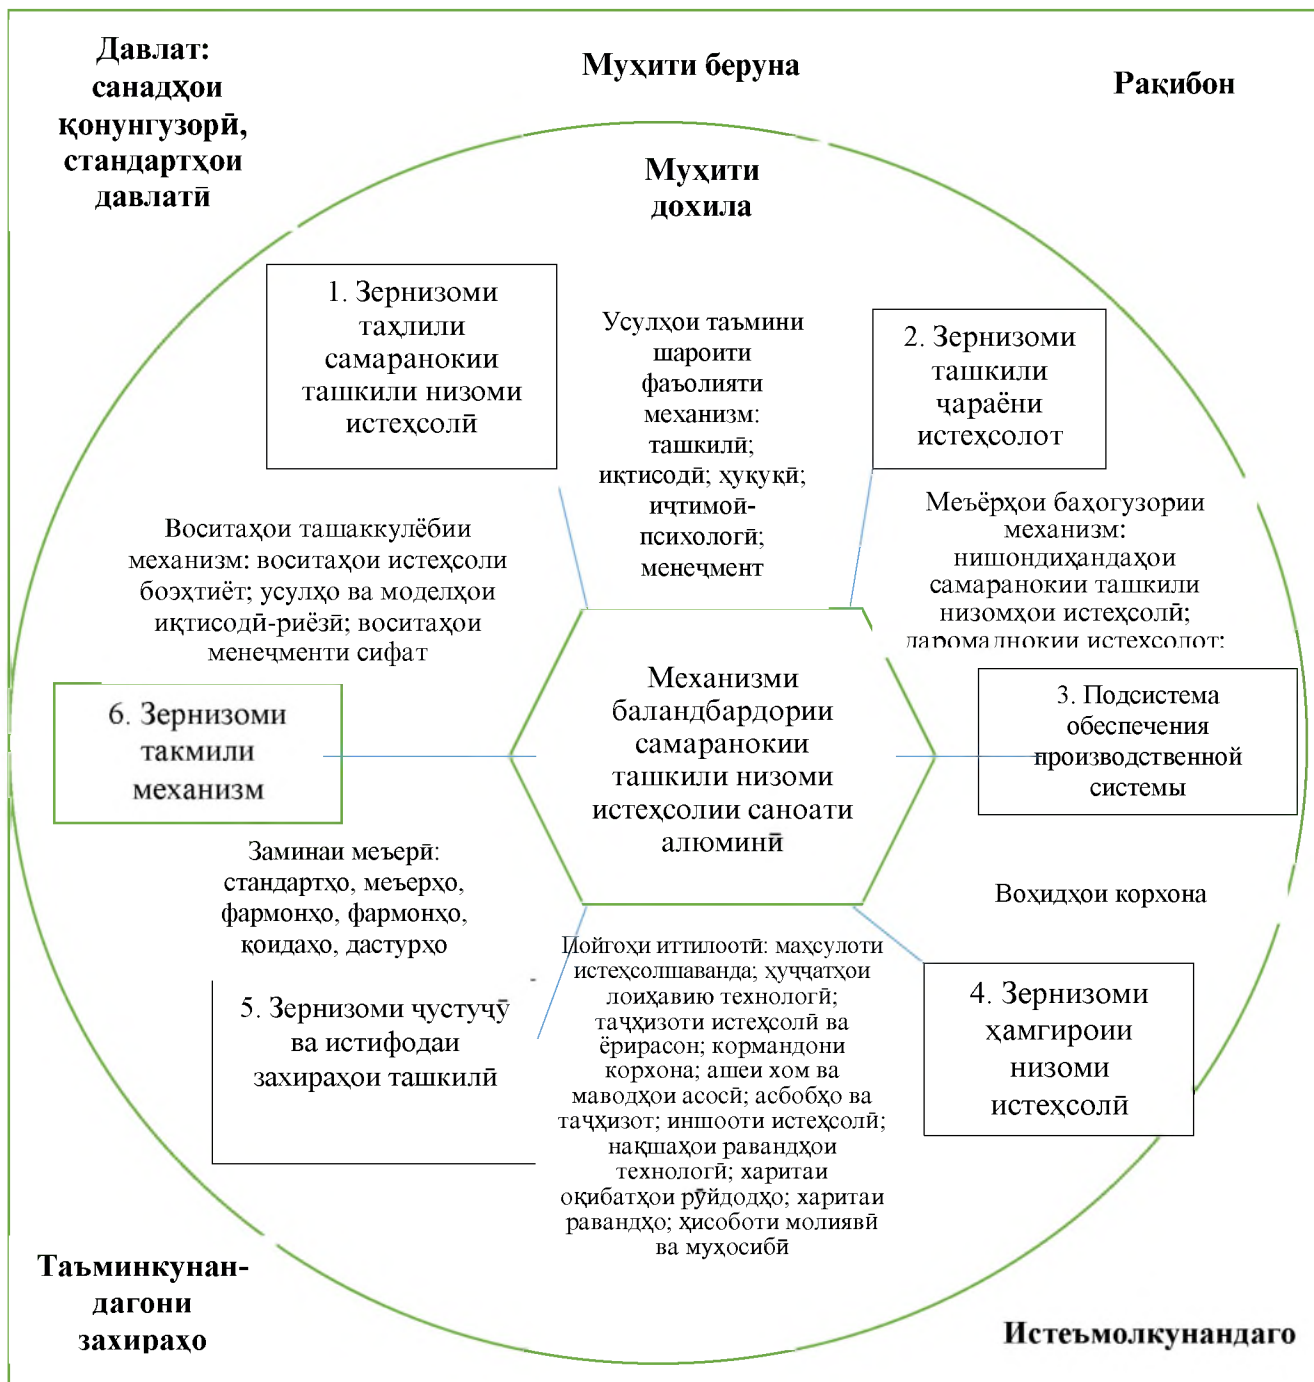 Давлат:
санадҳои
қонунгузорӣ,
стандартҳои
давлатӣ
Муҳити беруна
Рақибон
Муҳити
дохила
1. Зернизоми
таҳлили
самаранокии
ташкили низоми
истеҳсолӣ
Усулҳои таъмини
шароити
фаъолияти
механизм:
ташкилӣ;
иқтисодӣ; ҳуқуқӣ;
иҷтимоӣ-
психологӣ;
менеҷмент
2. Зернизоми
ташкили
ҷараёни
истеҳсолот
Воситаҳои ташаккулёбии
механизм: воситаҳои истеҳсоли
боэҳтиёт; усулҳо ва моделҳои
иқтисодӣ-риёзӣ; воситаҳои
менеҷменти сифат
Меъёрҳои баҳогузории
механизм:
нишондиҳандаҳои
самаранокии ташкили
низомҳои истеҳсолӣ;
даромаднокии истеҳсолот;
6. Зернизоми
такмили
механизм
Механизми
баландбардории
самаранокии
ташкили низоми
истеҳсолии саноати
алюминӣ
3. Подсистема
обеспечения
производственной
системы
Заминаи меъерӣ:
стандартҳо, меъерҳо,
фармонҳо, фармонҳо,
қоидаҳо, дастурҳо
Воҳидҳои корхона
5. Зернизоми ҷустуҷӯ
ва истифодаи
захираҳои ташкилӣ
Пойгоҳи иттилоотӣ: маҳсулоти
истеҳсолшаванда; ҳуҷҷатҳои
лоиҳавию технологӣ;
таҷҳизоти истеҳсолӣ ва
ёрирасон; кормандони
корхона; ашеи хом ва
маводҳои асосӣ; асбобҳо ва
таҷҳизот; иншооти истеҳсолӣ;
нақшаҳои равандҳои
технологӣ; харитаи
оқибатҳои рӯйдодҳо; харитаи
равандҳо; ҳисоботи молиявӣ
ва муҳосибӣ
4. Зернизоми
ҳамгироии
низоми
истеҳсолӣ
Таъминкунан-
дагони
захираҳо
Истеъмолкунандаго